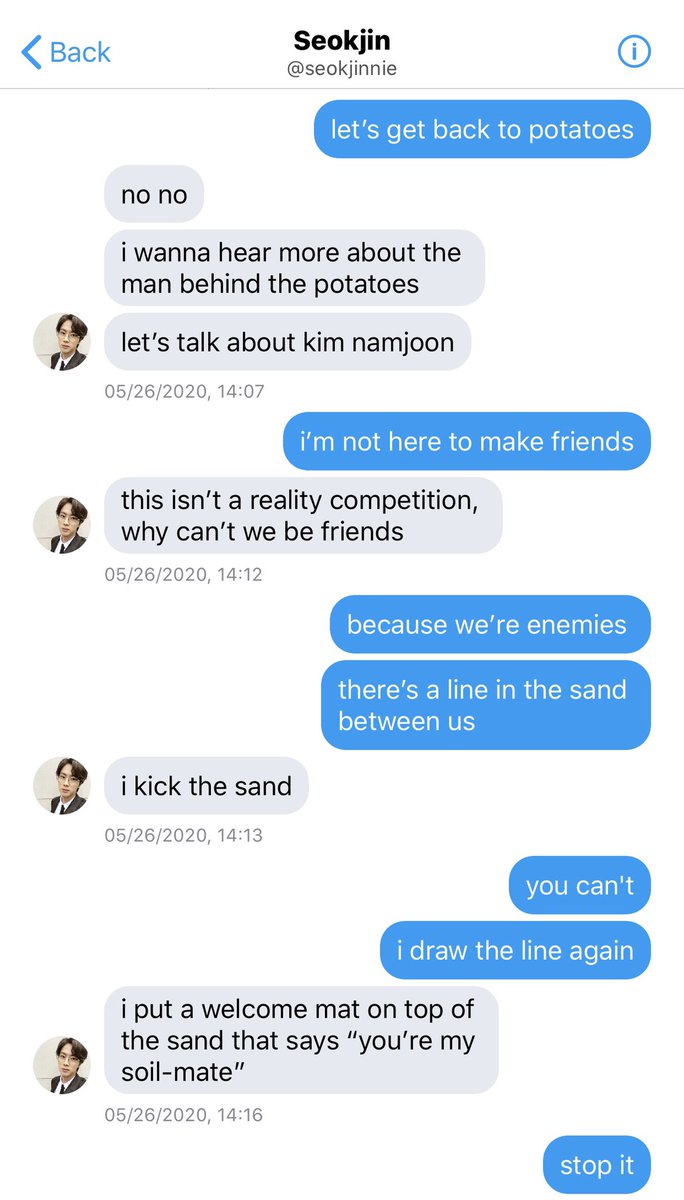 Back
Seokjin
@seokjinnie
let’s get back to potatoes
no no
i wanna hear more about the
man behind the potatoes
let’s talk about kim namjoon
05/26/2020, 14:07
i’m not here to make friends
this isn’t a reality competition,
why can’t we be friends
05/26/2020, 14:12
because we’re enemies
there’s a line in the sand
between us
i kick the sand
05/26/2020, 14:13
you can't
i draw the line again
i put a welcome mat on top of
the sand that says “you’re my
soil-mate”
05/26/2020, 14:16
stop it